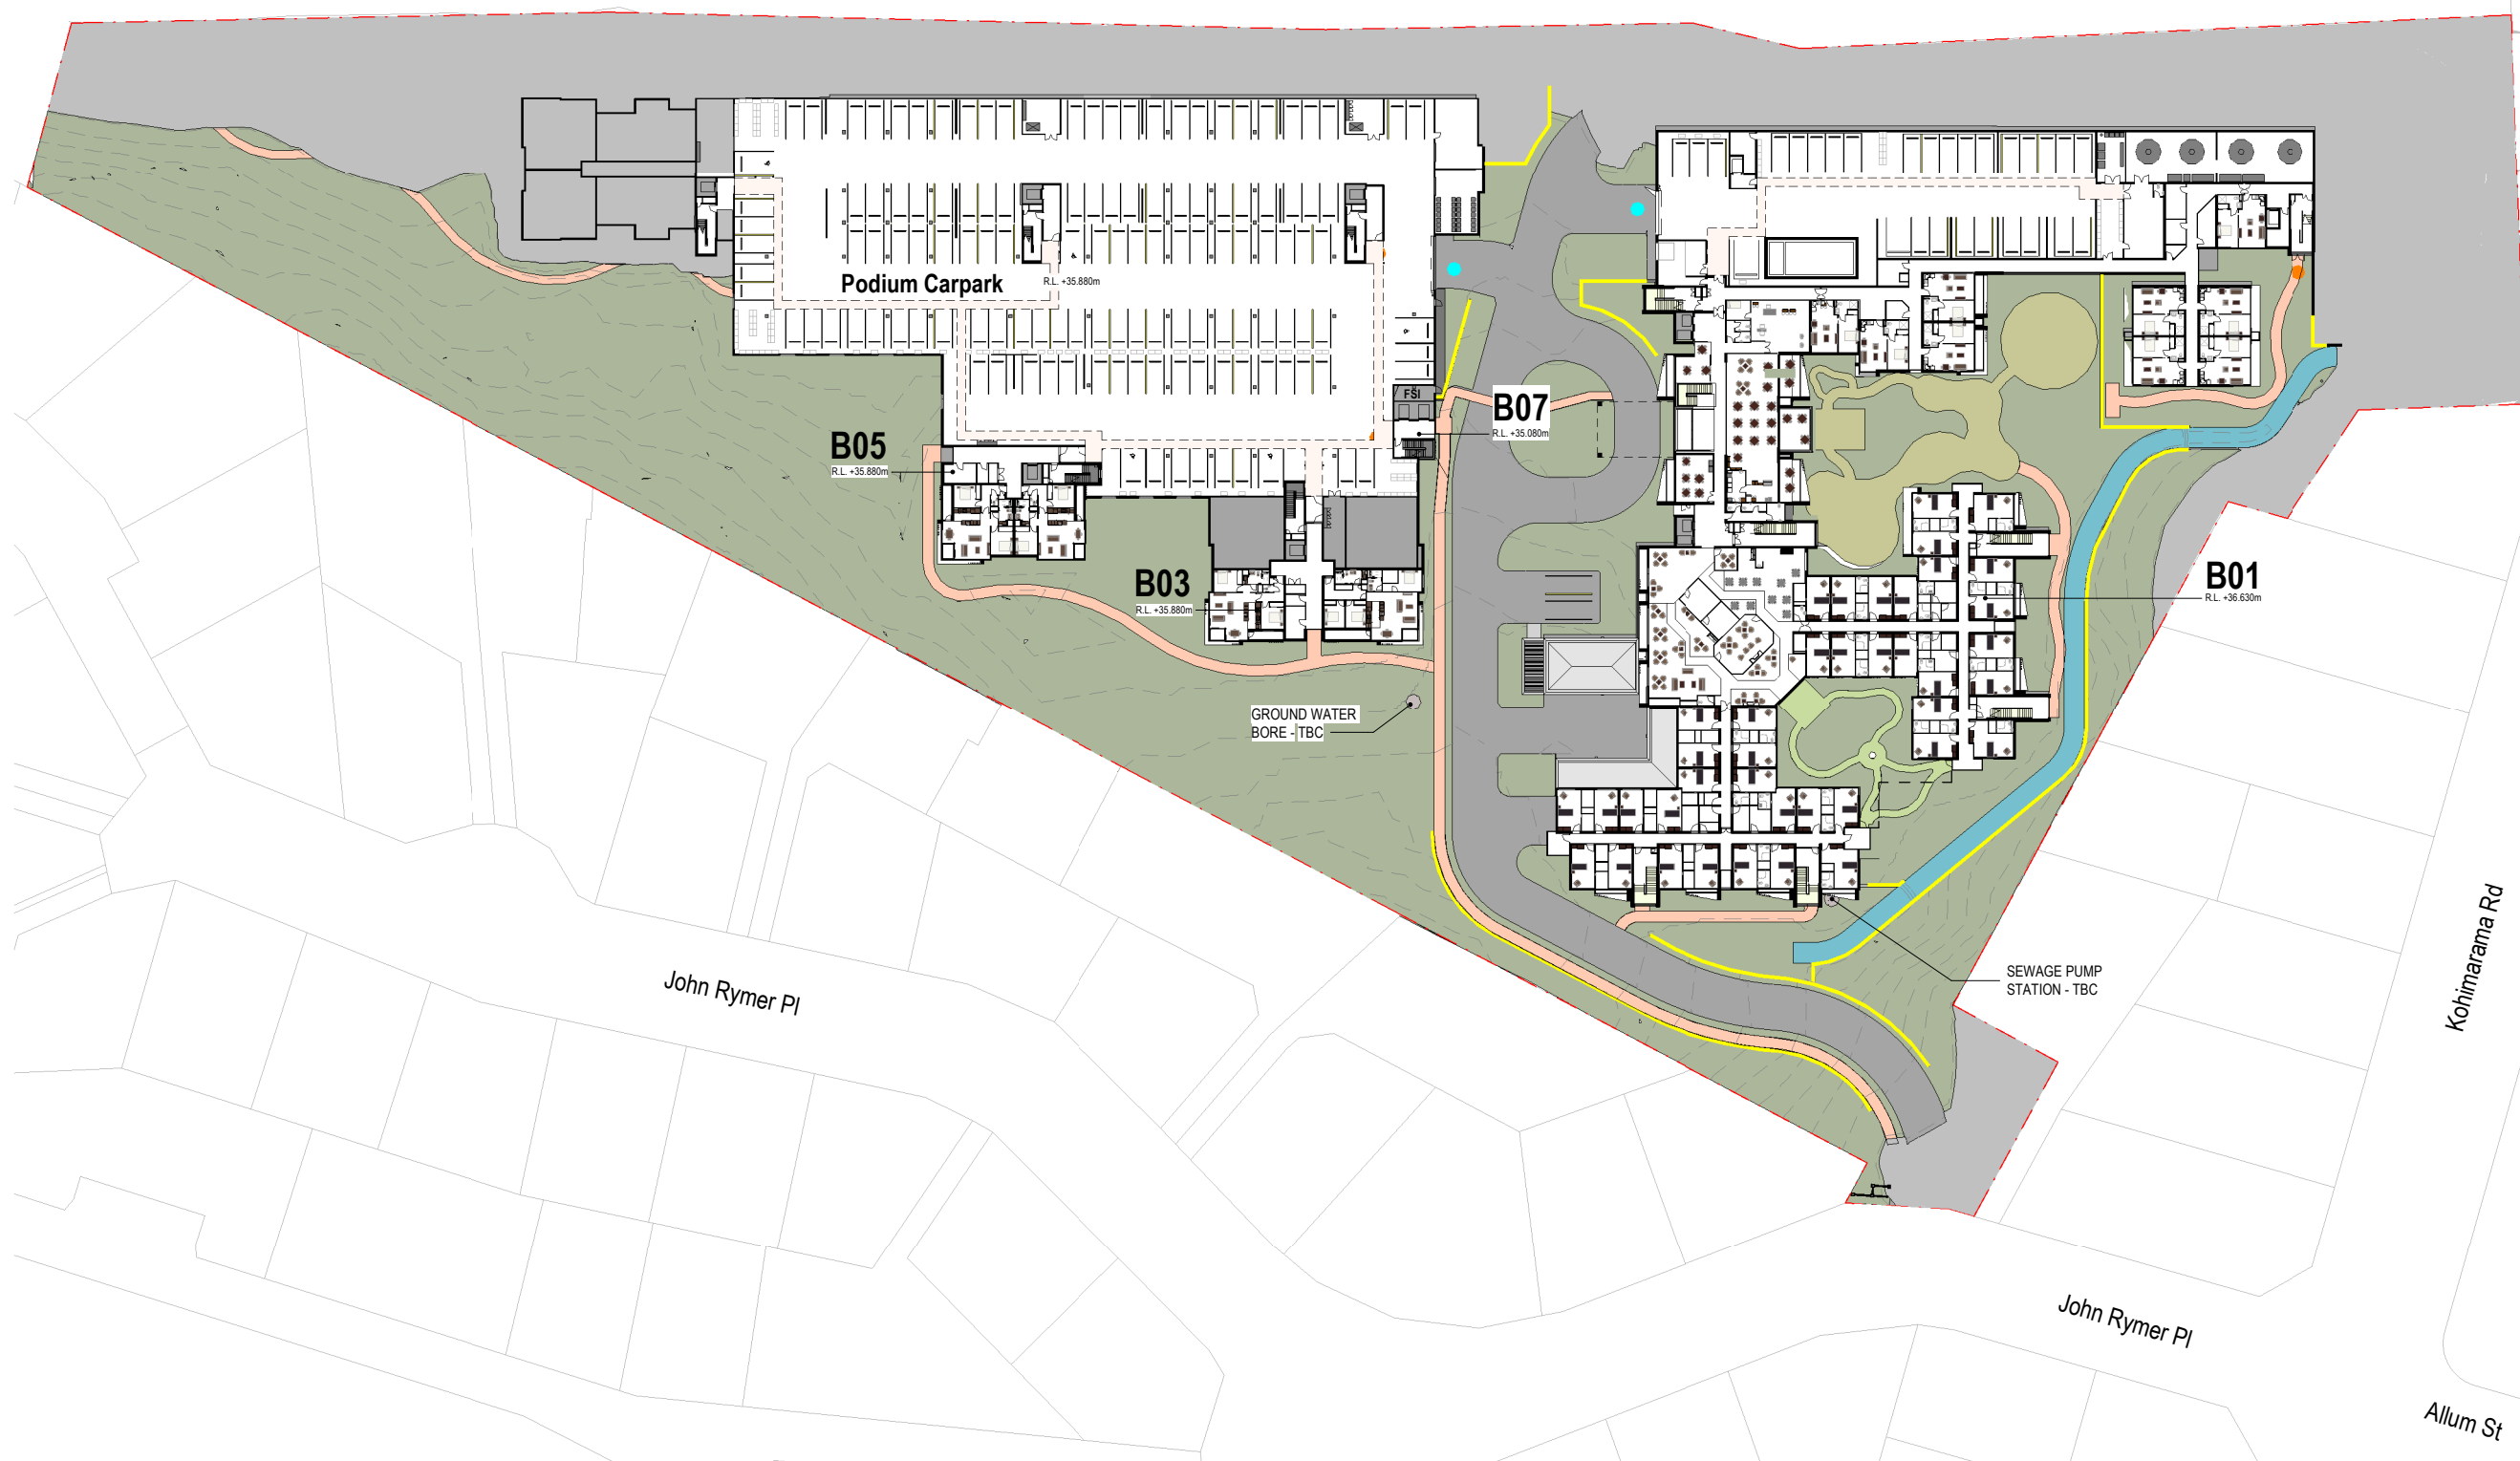 Podium Carpark
R.L. +35.880m
FSI
B07
R.L. +35.080m
B05
R.L. +35.880m
B03
R.L. +35.880m
B01
R.L. +36.630m
GROUND WATER
BORE - TBC
SEWAGE PUMP
STATION - TBC
John Rymer Pl
Kohimarama Rd
John Rymer Pl
Allum St